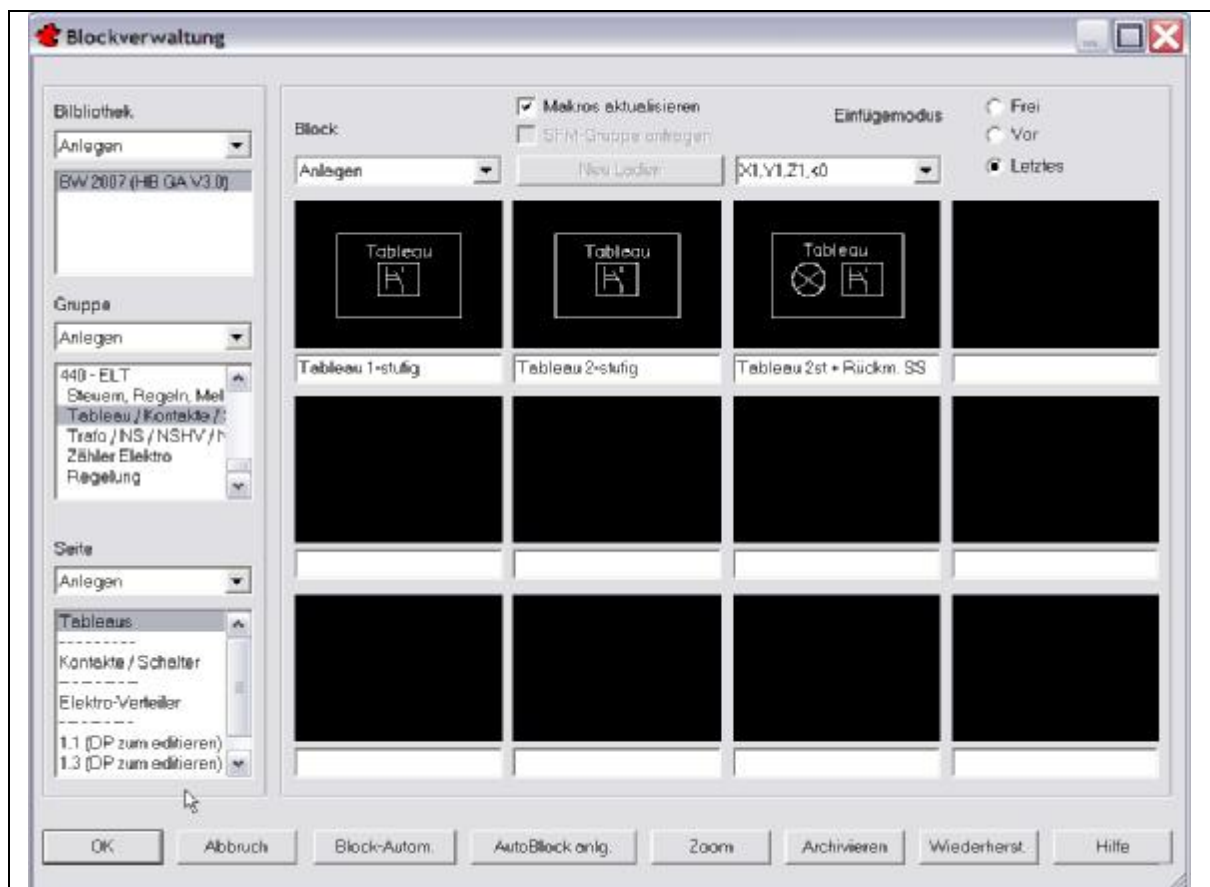 Blockverwaltung
Bilbliothek
Anlegen
BW 2007 (HIB GA V3.0)
Gruppe
Anlegen
440 - ELT
Steuern, Regeln, Mel
Tableau / Kontakte /
Trafo / NS / NSHV /
Zähler Elektro
Regelung
Seite
Anlegen
Tableaus
---------
Kontakte / Schalter
---------
Elektro-Verteiler
---------
1.1 (DP zum editieren)
1.3 (DP zum editieren)
Block
Anlegen
Makros aktualisieren
SFM-Gruppe anfragen
Neu Laden
Einfügemodus
X1,Y1,Z1,<0
Frei
Vor
Letztes
Tableau
Tableau
Tableau
Tableau 1-stufig
Tableau 2-stufig
Tableau 2st + Rückm. SS
OK
Abbruch
Block-Autom.
AutoBlock anlg.
Zoom
Archivieren
Wiederherst.
Hilfe